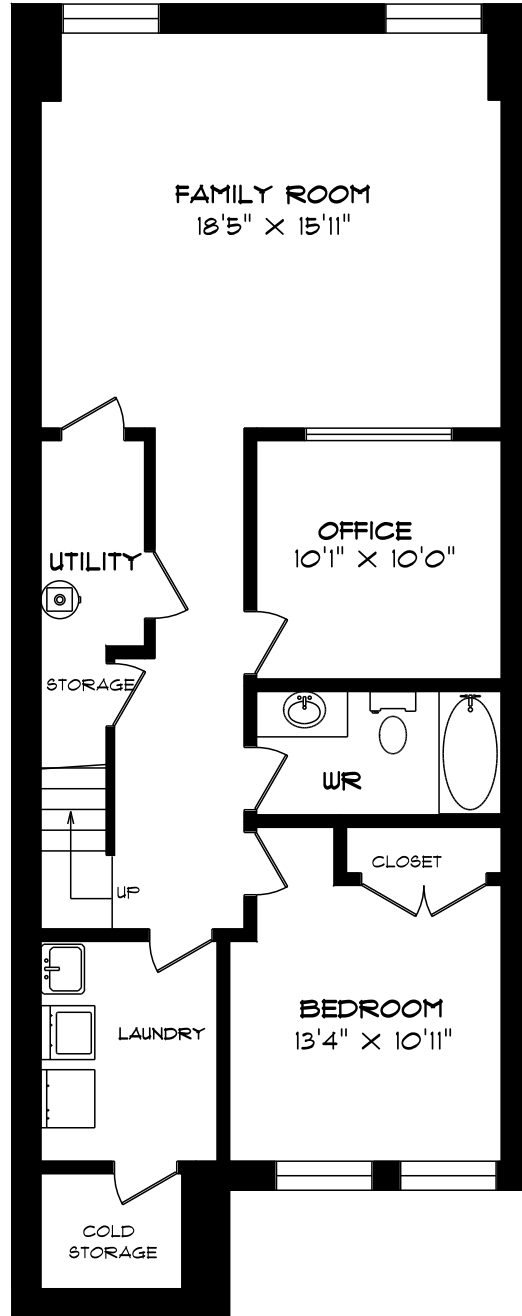 FAMILY ROOM
18'5" X 15'11"
OFFICE
10'1" X 10'0"
UTILITY
STORAGE
WR
CLOSET
UP
BEDROOM
13'4" X 10'11"
LAUNDRY
COLD
STORAGE